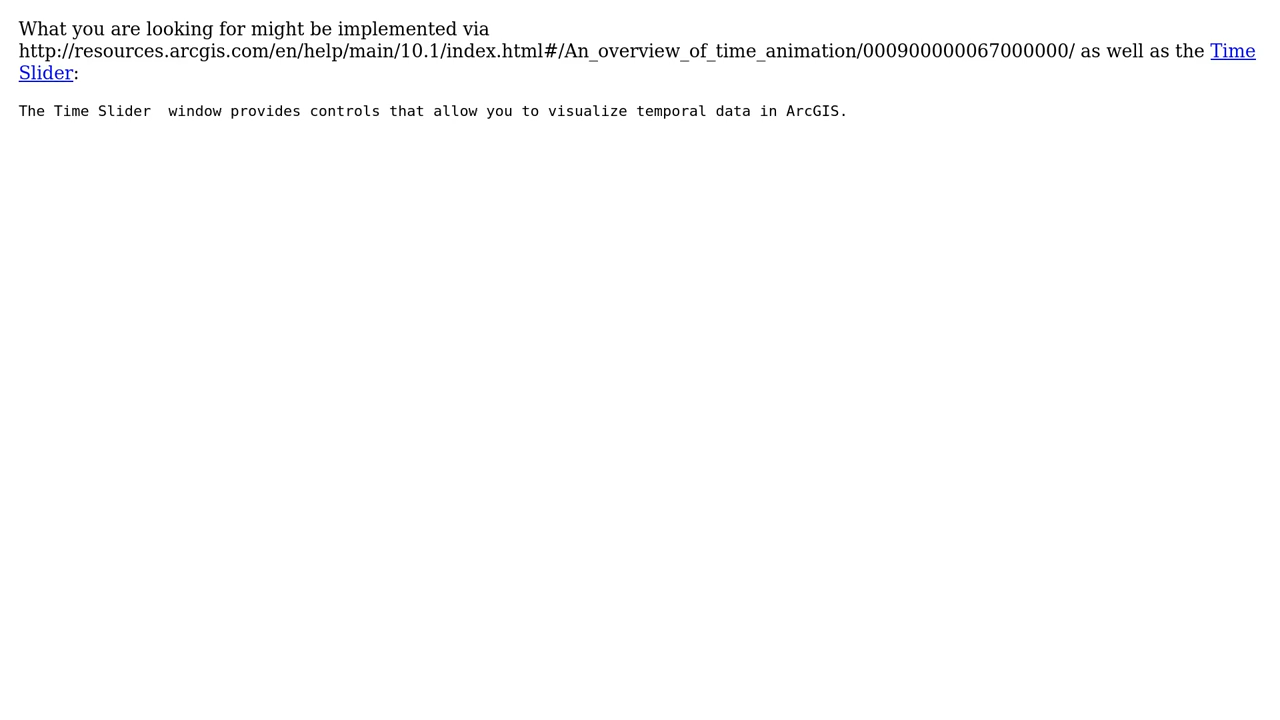 What you are looking for might be implemented via
http://resources.arcgis.com/en/help/main/10.1/index.html#/An_overview_of_time_animation/000900000067000000/ as well as the Time
Slider:
The Time Slider  window provides controls that allow you to visualize temporal data in ArcGIS.